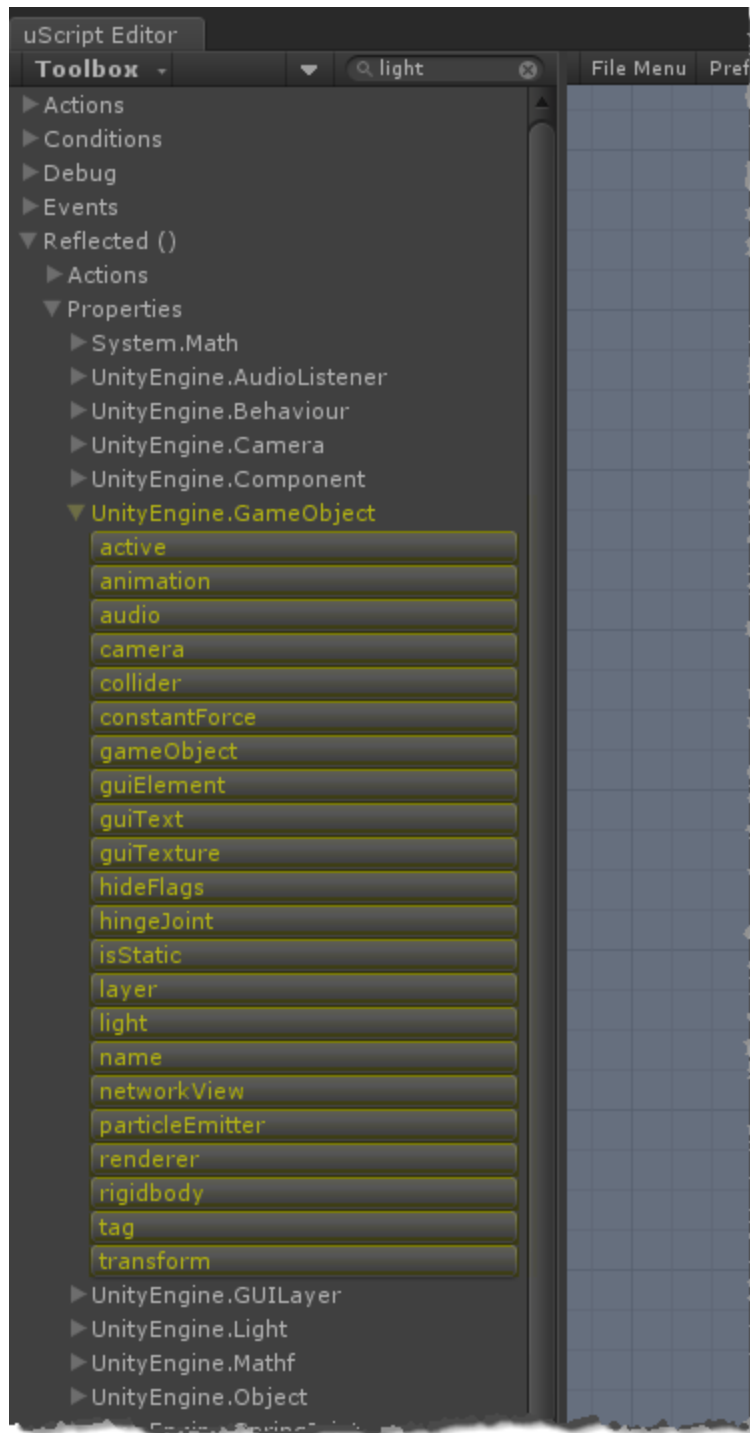 uScript Editor
Toolbox light File Menu Pref
Actions
Conditions
Debug
Events
Reflected ()
Actions
Properties
System.Math
UnityEngine.AudioListener
UnityEngine.Behaviour
UnityEngine.Camera
UnityEngine.Component
UnityEngine.GameObject
active
animation
audio
camera
collider
constantForce
gameObject
guiElement
guiText
guiTexture
hideFlags
hingeJoint
isStatic
layer
light
name
networkView
particleEmitter
renderer
rigidbody
tag
transform
UnityEngine.GUILayer
UnityEngine.Light
UnityEngine.Mathf
UnityEngine.Object